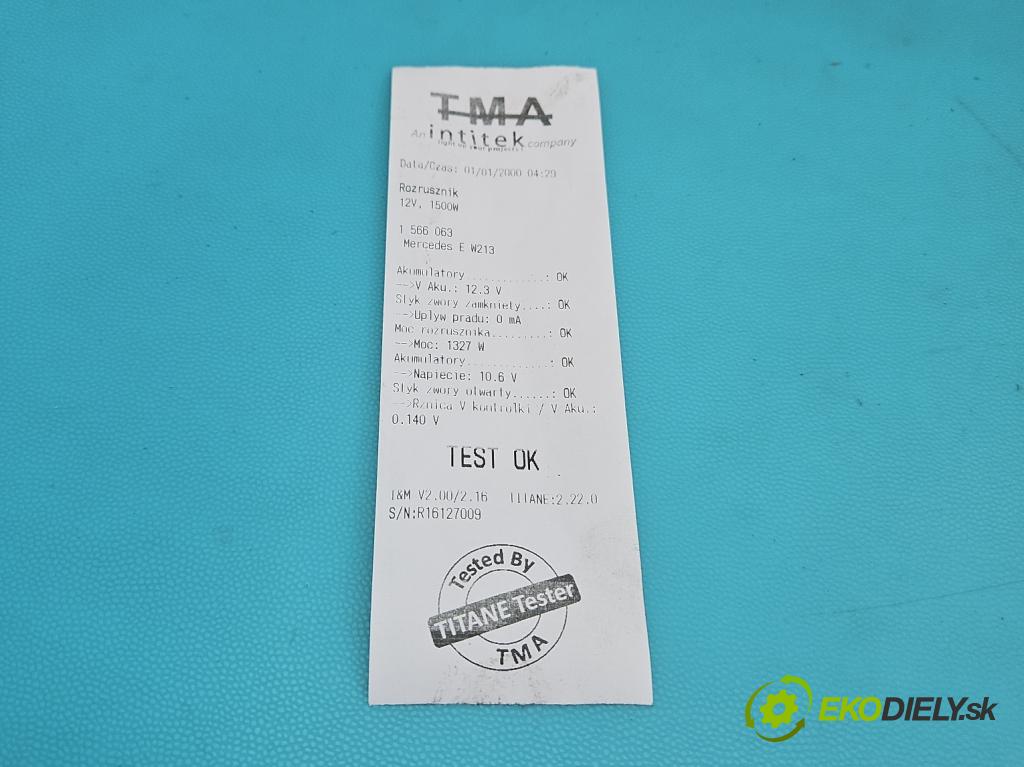 TMA
An intitek company
light up your projects!
Data/Czas: 01/01/2000 04:29
Rozrusznik
12V, 1500W
1 566 063
Mercedes E W213
Akumulatory.............: OK
-->V Aku.: 12.3 V
Styk zwory zamkniety....: OK
-->Uplyw pradu: 0 mA
Moc rozrusznika.........: OK
-->Moc: 1327 W
Akumulatory.............: OK
-->Napiecie: 10.6 V
Styk zwory otwarty......: OK
-->Rznica V kontrolki / V Aku.:
0.140 V
TEST OK
I&M V2.00/2.16 TITANE:2.22.0
S/N:R16127009
Tested By
TITANE Tester
TMA
EKODIELY.sk